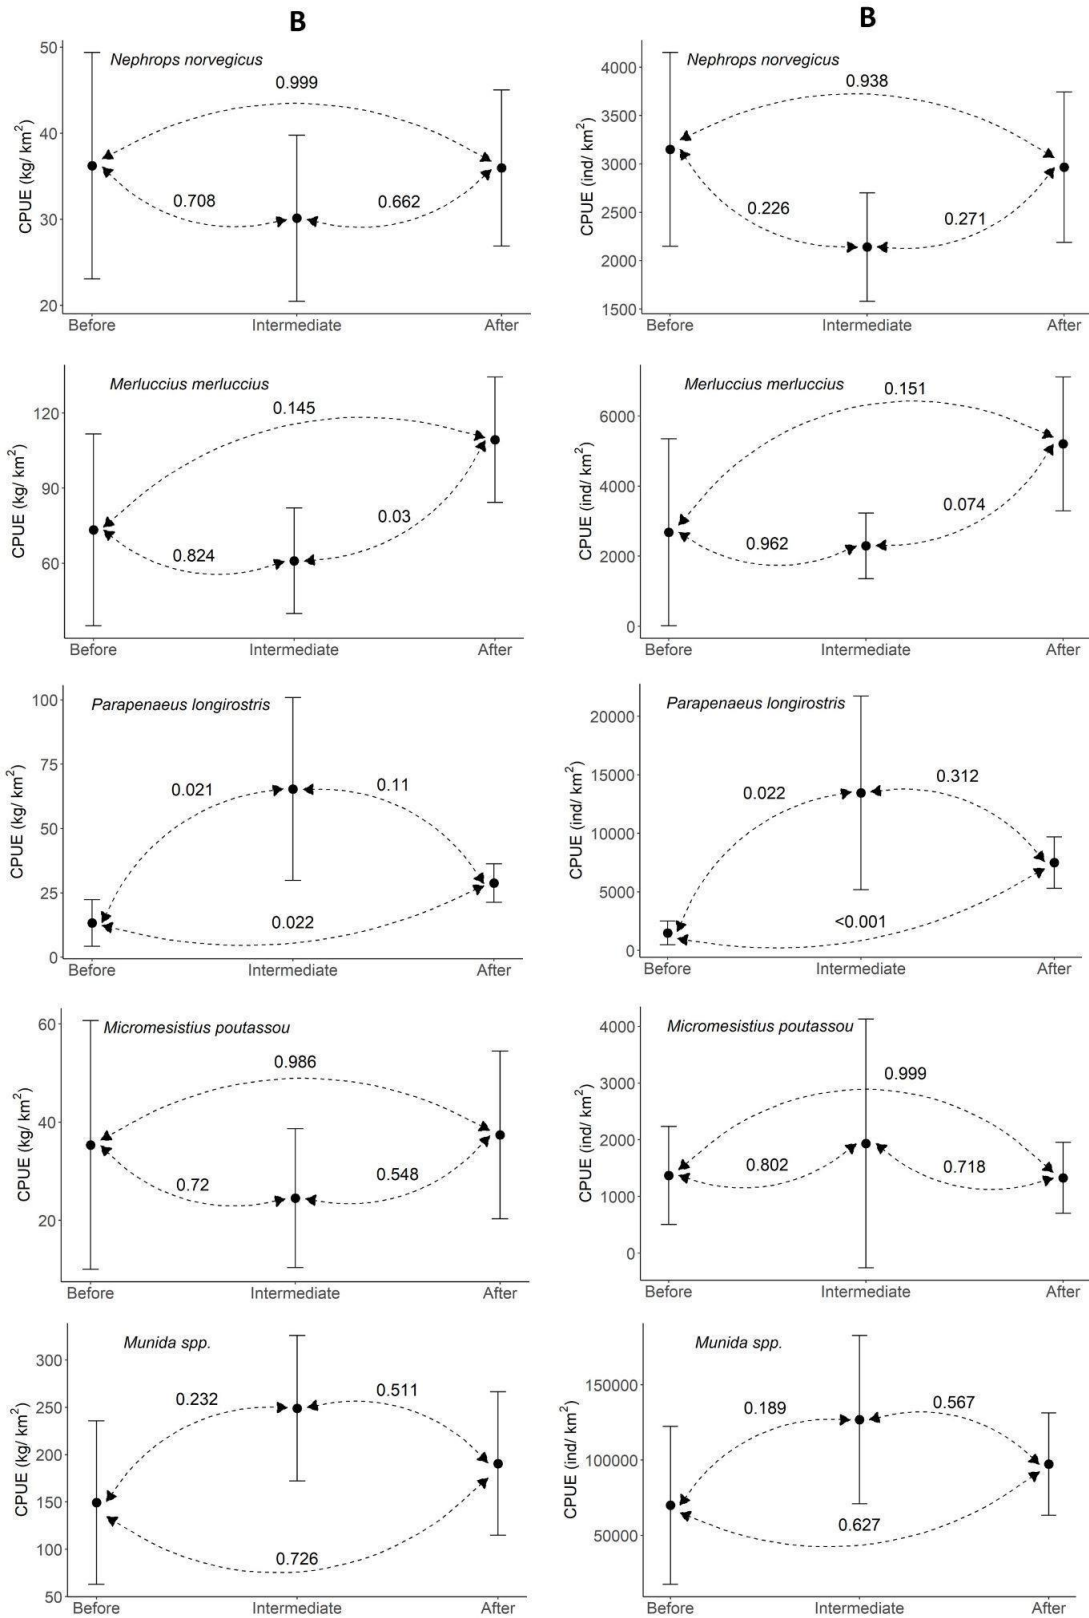 B
CPUE (kg/ km²)
50
40
30
20
Nephrops norvegicus
0.999
0.708
0.662
Before
Intermediate
After
B
CPUE (ind/ km²)
4000
3500
3000
2500
2000
1500
Nephrops norvegicus
0.938
0.226
0.271
Before
Intermediate
After
CPUE (kg/ km²)
120
90
60
Merluccius merluccius
0.145
0.03
0.824
Before
Intermediate
After
CPUE (ind/ km²)
6000
4000
2000
0
Merluccius merluccius
0.151
0.074
0.962
Before
Intermediate
After
CPUE (kg/ km²)
100
75
50
25
0
Parapenaeus longirostris
0.021
0.11
0.022
Before
Intermediate
After
CPUE (ind/ km²)
20000
15000
10000
5000
0
Parapenaeus longirostris
0.022
0.312
<0.001
Before
Intermediate
After
CPUE (kg/ km²)
60
40
20
Micromesistius poutassou
0.986
0.72
0.548
Before
Intermediate
After
CPUE (ind/ km²)
4000
3000
2000
1000
0
Micromesistius poutassou
0.999
0.802
0.718
Before
Intermediate
After
CPUE (kg/ km²)
300
250
200
150
100
50
Munida spp.
0.232
0.511
0.726
Before
Intermediate
After
CPUE (ind/ km²)
150000
100000
50000
Munida spp.
0.189
0.567
0.627
Before
Intermediate
After